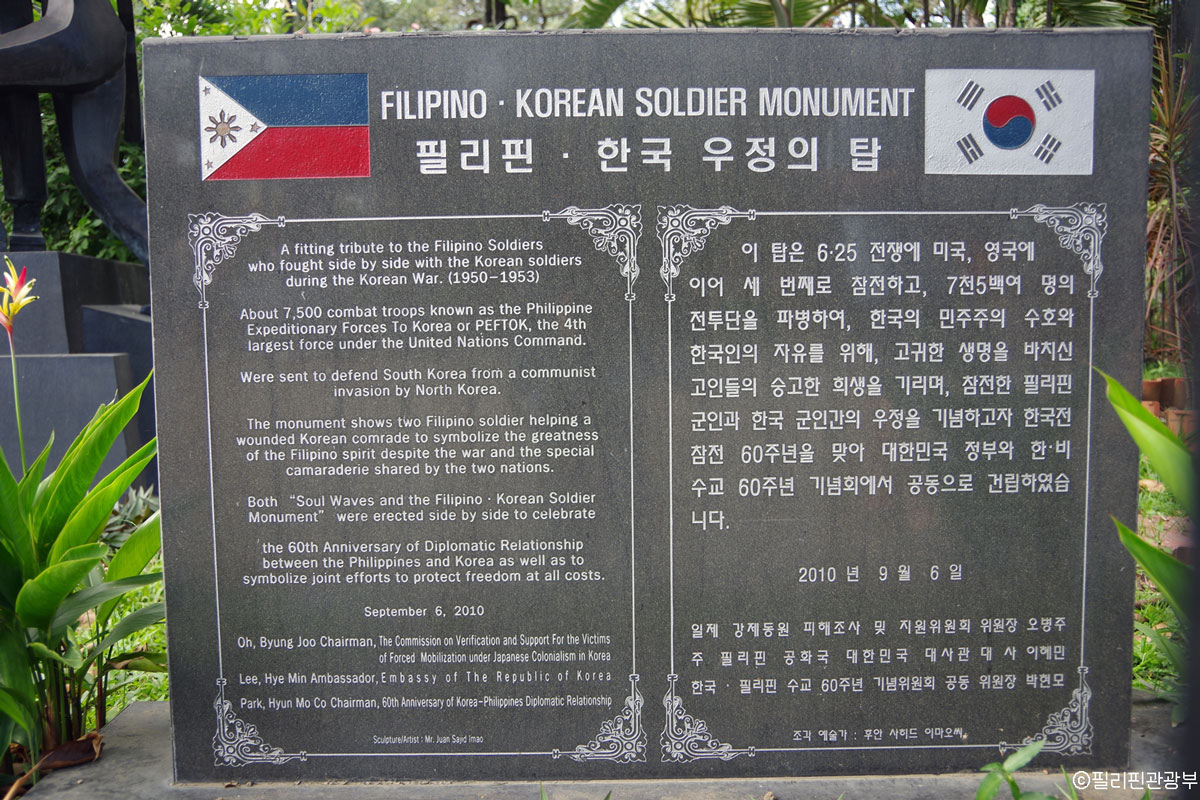 FILIPINO · KOREAN SOLDIER MONUMENT
필리핀 · 한국 우정의 탑
A fitting tribute to the Filipino Soldiers
who fought side by side with the Korean soldiers
during the Korean War. (1950-1953)
About 7,500 combat troops known as the Philippine
Expeditionary Forces To Korea or PEFTOK, the 4th
largest force under the United Nations Command.
Were sent to defend South Korea from a communist
invasion by North Korea.
The monument shows two Filipino soldier helping a
wounded Korean comrade to symbolize the greatness
of the Filipino spirit despite the war and the special
camaraderie shared by the two nations.
Both “Soul Waves and the Filipino · Korean Soldier
Monument” were erected side by side to celebrate
the 60th Anniversary of Diplomatic Relationship
between the Philippines and Korea as well as to
symbolize joint efforts to protect freedom at all costs.
September 6, 2010
Oh, Byung Joo Chairman, The Commission on Verification and Support For the Victims
of Forced Mobilization under Japanese Colonialism in Korea
Lee, Hye Min Ambassador, Embassy of The Republic of Korea
Park, Hyun Mo Co Chairman, 60th Anniversary of Korea-Philippines Diplomatic Relationship
Sculpture/Artist : Mr. Juan Sajid Imao
이 탑은 6·25 전쟁에 미국, 영국에
이어 세 번째로 참전하고, 7천5백여 명의
전투단을 파병하여, 한국의 민주주의 수호와
한국인의 자유를 위해, 고귀한 생명을 바치신
고인들의 숭고한 희생을 기리며, 참전한 필리핀
군인과 한국 군인간의 우정을 기념하고자 한국전
참전 60주년을 맞아 대한민국 정부와 한·비
수교 60주년 기념회에서 공동으로 건립하였습
니다.
2010 년 9 월 6 일
일제 강제동원 피해조사 및 지원위원회 위원장 오병주
주 필리핀 공화국 대한민국 대사관 대 사 이혜민
한국 · 필리핀 수교 60주년 기념위원회 공동 위원장 박현모
조각 예술가 : 후안 사히드 이마오씨
©필리핀관광부